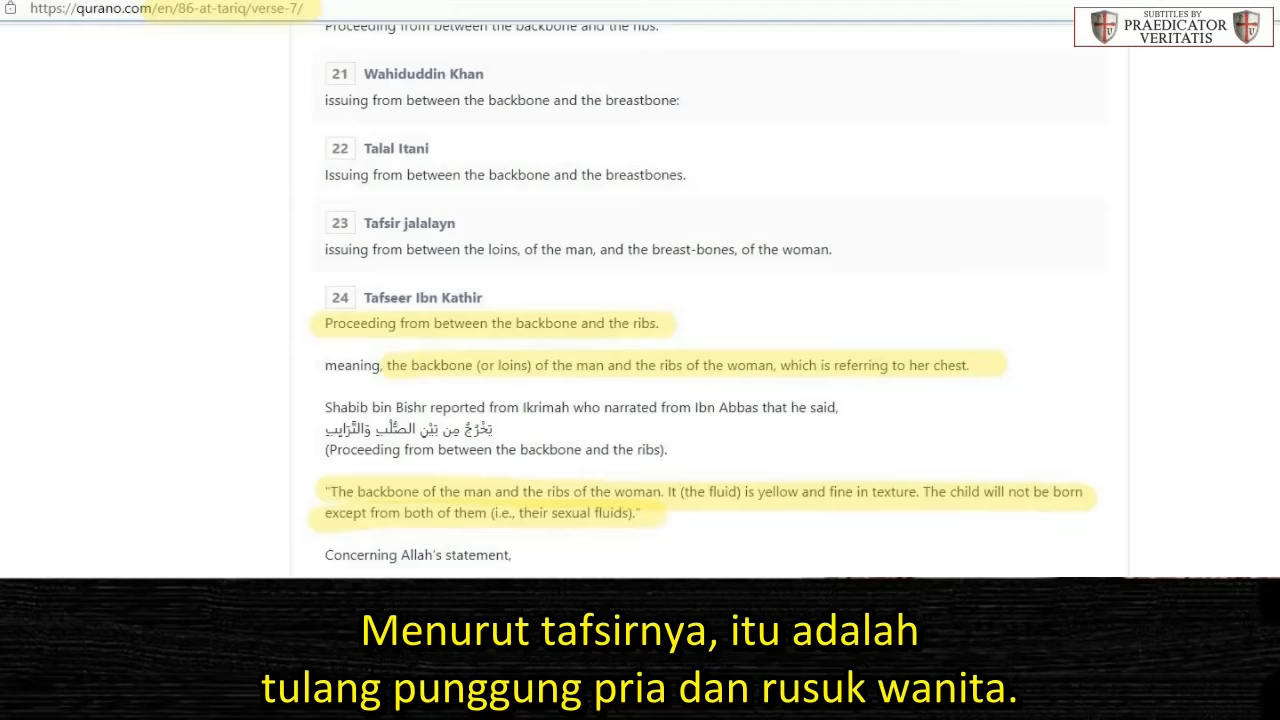 https://qurano.com/en/86-at-tariq/verse-7/
SUBTITLES BY
PRAEDICATOR
VERITATIS
Proceeding from between the backbone and the ribs.
21 Wahiduddin Khan
issuing from between the backbone and the breastbone:
22 Talal Itani
Issuing from between the backbone and the breastbones.
23 Tafsir jalalayn
issuing from between the loins, of the man, and the breast-bones, of the woman.
24 Tafseer Ibn Kathir
Proceeding from between the backbone and the ribs.
meaning, the backbone (or loins) of the man and the ribs of the woman, which is referring to her chest.
Shabib bin Bishr reported from Ikrimah who narrated from Ibn Abbas that he said,
يَخْرُجُ مِن بَيْنِ الصُّلْبِ وَالتَّرَايِبِ
(Proceeding from between the backbone and the ribs).
"The backbone of the man and the ribs of the woman. It (the fluid) is yellow and fine in texture. The child will not be born
except from both of them (i.e., their sexual fluids)."
Concerning Allah's statement,
Menurut tafsirnya, itu adalah
tulang punggung pria dan rusuk wanita.